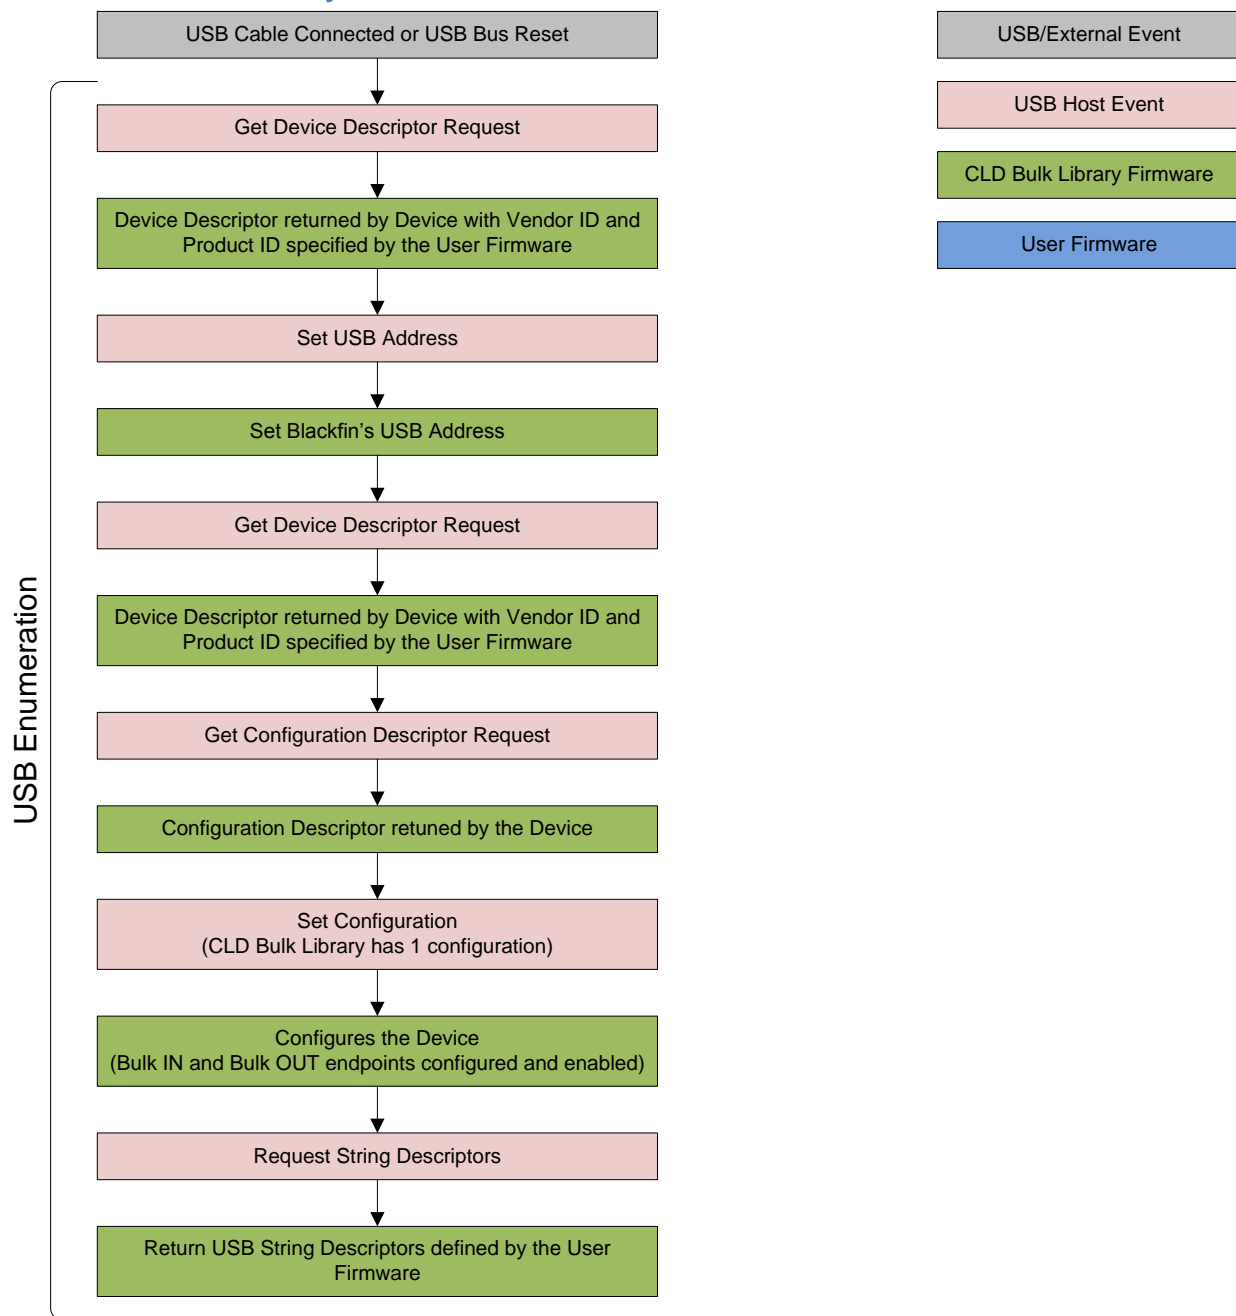 USB Cable Connected or USB Bus Reset
USB/External Event
Get Device Descriptor Request
USB Host Event
Device Descriptor returned by Device with Vendor ID and
Product ID specified by the User Firmware
CLD Bulk Library Firmware
User Firmware
Set USB Address
Set Blackfin's USB Address
Get Device Descriptor Request
Device Descriptor returned by Device with Vendor ID and
Product ID specified by the User Firmware
USB Enumeration
Get Configuration Descriptor Request
Configuration Descriptor retuned by the Device
Set Configuration
(CLD Bulk Library has 1 configuration)
Configures the Device
(Bulk IN and Bulk OUT endpoints configured and enabled)
Request String Descriptors
Return USB String Descriptors defined by the User
Firmware